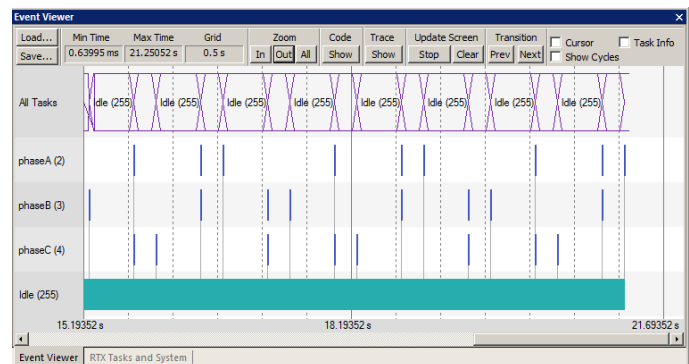 Event Viewer ×
Load... Min Time Max Time Grid Zoom Code Trace Update Screen Transition Cursor Task Info
Save... 0.63995 ms 21.25052 s 0.5 s In Out All Show Show Stop Clear Prev Next Show Cycles
All Tasks Idle (255) Idle (255) Idle (255) Idle (255) Idle (255) Idle (255) Idle (255) Idle (255)
phaseA (2)
phaseB (3)
phaseC (4)
Idle (255)
15.19352 s 18.19352 s 21.69352 s
Event Viewer RTX Tasks and System